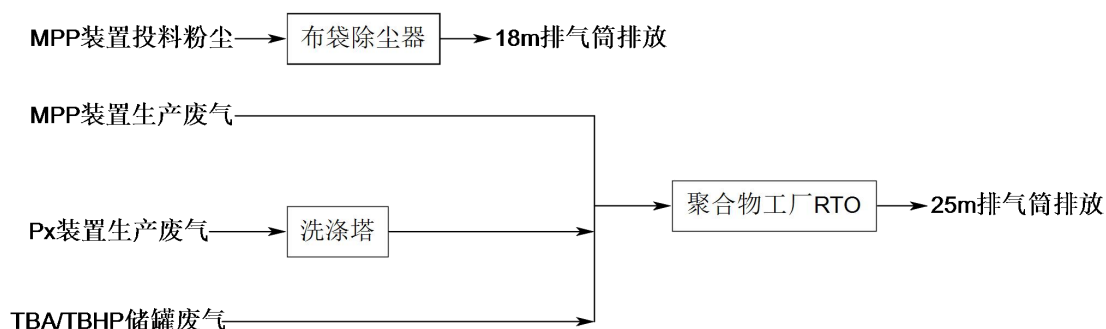 MPP装置投料粉尘
布袋除尘器
18m排气筒排放
MPP装置生产废气
聚合物工厂RTO
25m排气筒排放
Px装置生产废气
洗涤塔
TBA/TBHP储罐废气